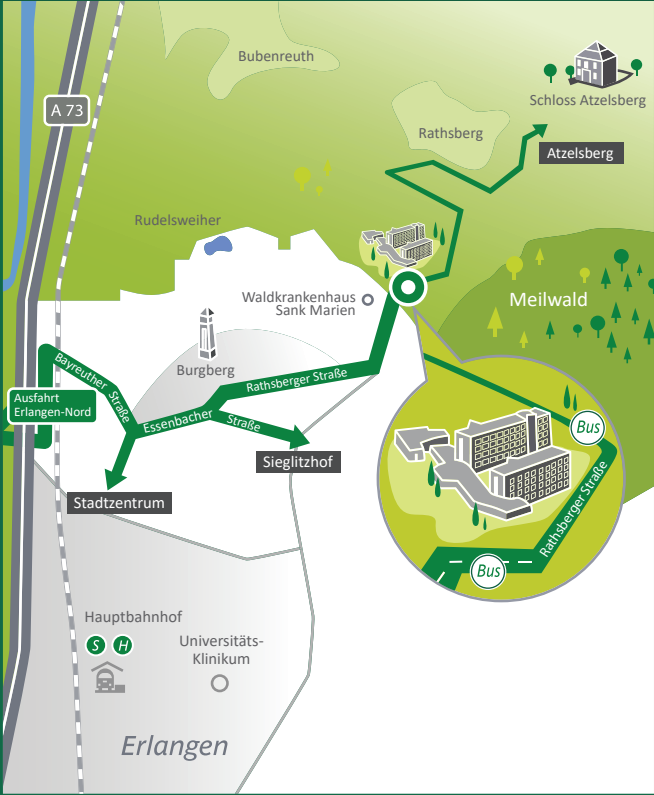 Bubenreuth
A 73
Schloss Atzelsberg
Rathsberg
Atzelsberg
Rudelsweiher
Waldkrankenhaus
Sank Marien
Meilwald
Burgberg
Bayreuther Straße
Rathsberger Straße
Ausfahrt
Erlangen-Nord
Essenbacher Straße
Bus
Sieglitzhof
Stadtzentrum
Rathsberger Straße
Bus
Hauptbahnhof
S H
Universitäts-
Klinikum
Erlangen